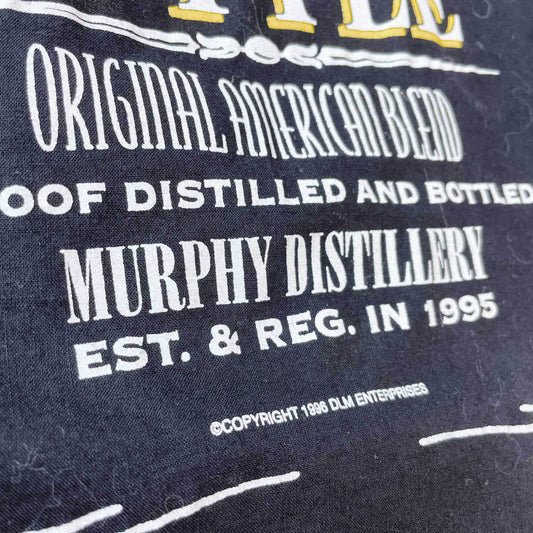 ORIGINAL AMERICAN BLEND
OOF DISTILLED AND BOTTLED
MURPHY DISTILLERY
EST. & REG. IN 1995
©COPYRIGHT 1996 DLM ENTERPRISES